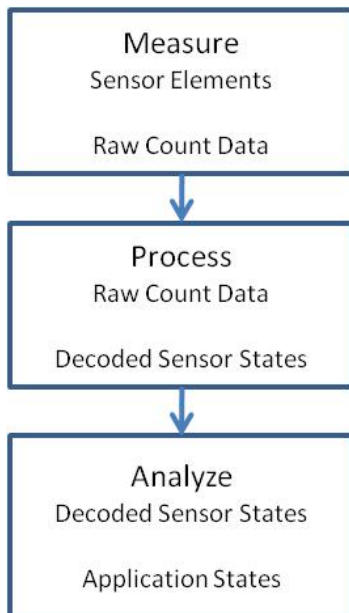 Measure
Sensor Elements
Raw Count Data
Process
Raw Count Data
Decoded Sensor States
Analyze
Decoded Sensor States
Application States